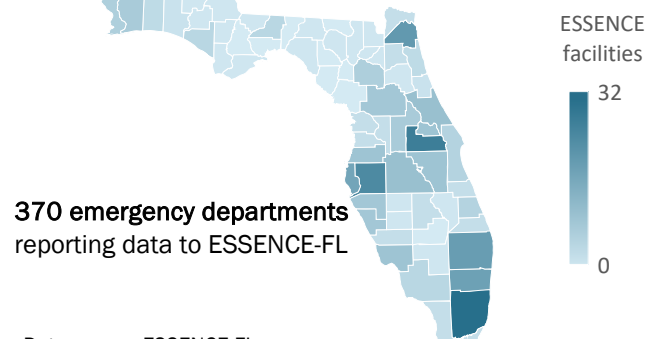 ESSENCE
facilities
32
370 emergency departments
reporting data to ESSENCE-FL
0